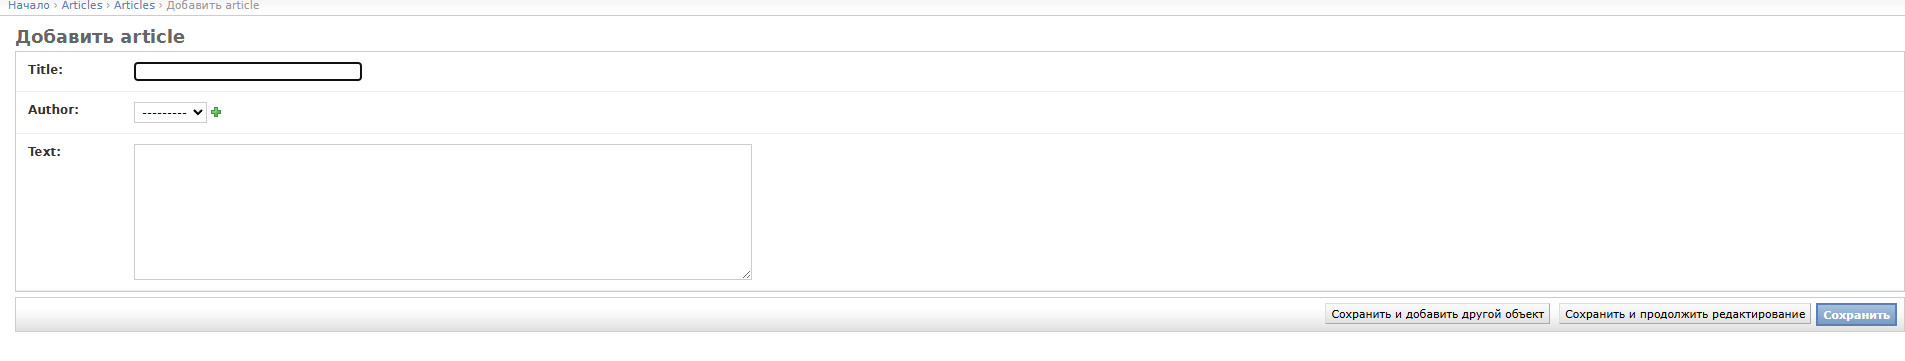 Начало › Articles › Articles › Добавить article
Добавить article
Title:
Author: ---------
Text:
Сохранить и добавить другой объект Сохранить и продолжить редактирование Сохранить